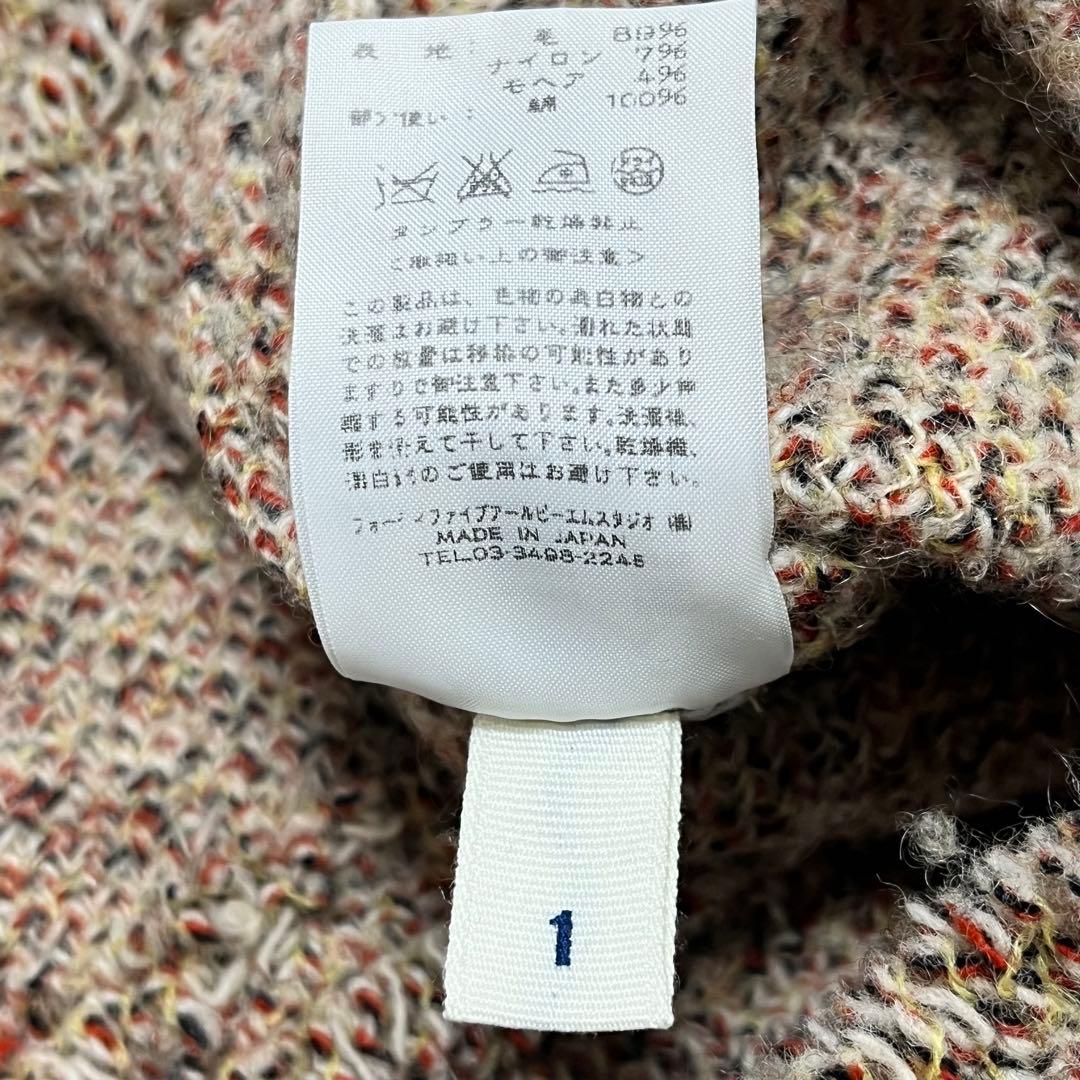 表 地: 毛 88%
ナイロン 7%
モヘア 4%
部分使い: 綿 100%
タンブラー乾燥禁止
<取扱い上の御注意>
この製品は、色物の為白物との
洗濯はお避け下さい。濡れた状態
での放置は移染の可能性があり
ますので御注意下さい。また多少伸
縮する可能性があります。洗濯後、
形を整えて干して下さい。乾燥機、
漂白剤のご使用はお避け下さい。
フォーティファイブアールピーエムスタジオ (株)
MADE IN JAPAN
TEL.03-3498-2248
1